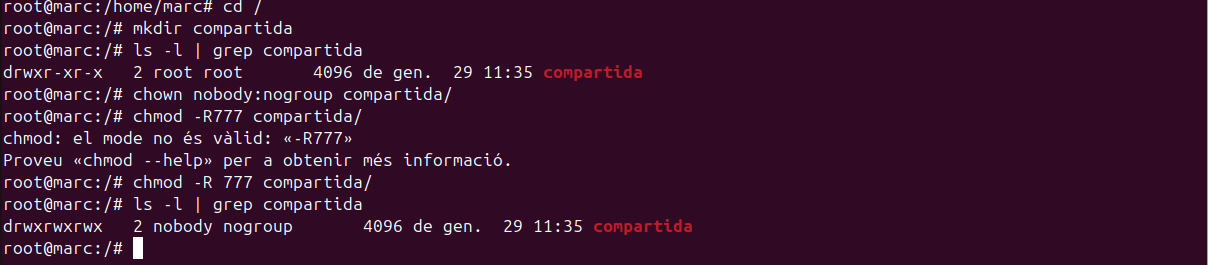 root@marc:/home/marc# cd /
root@marc:/# mkdir compartida
root@marc:/# ls -l | grep compartida
drwxr-xr-x   2 root root       4096 de gen.  29 11:35 compartida
root@marc:/# chown nobody:nogroup compartida/
root@marc:/# chmod -R777 compartida/
chmod: el mode no és vàlid: «-R777»
Proveu «chmod --help» per a obtenir més informació.
root@marc:/# chmod -R 777 compartida/
root@marc:/# ls -l | grep compartida
drwxrwxrwx   2 nobody nogroup       4096 de gen.  29 11:35 compartida
root@marc:/#